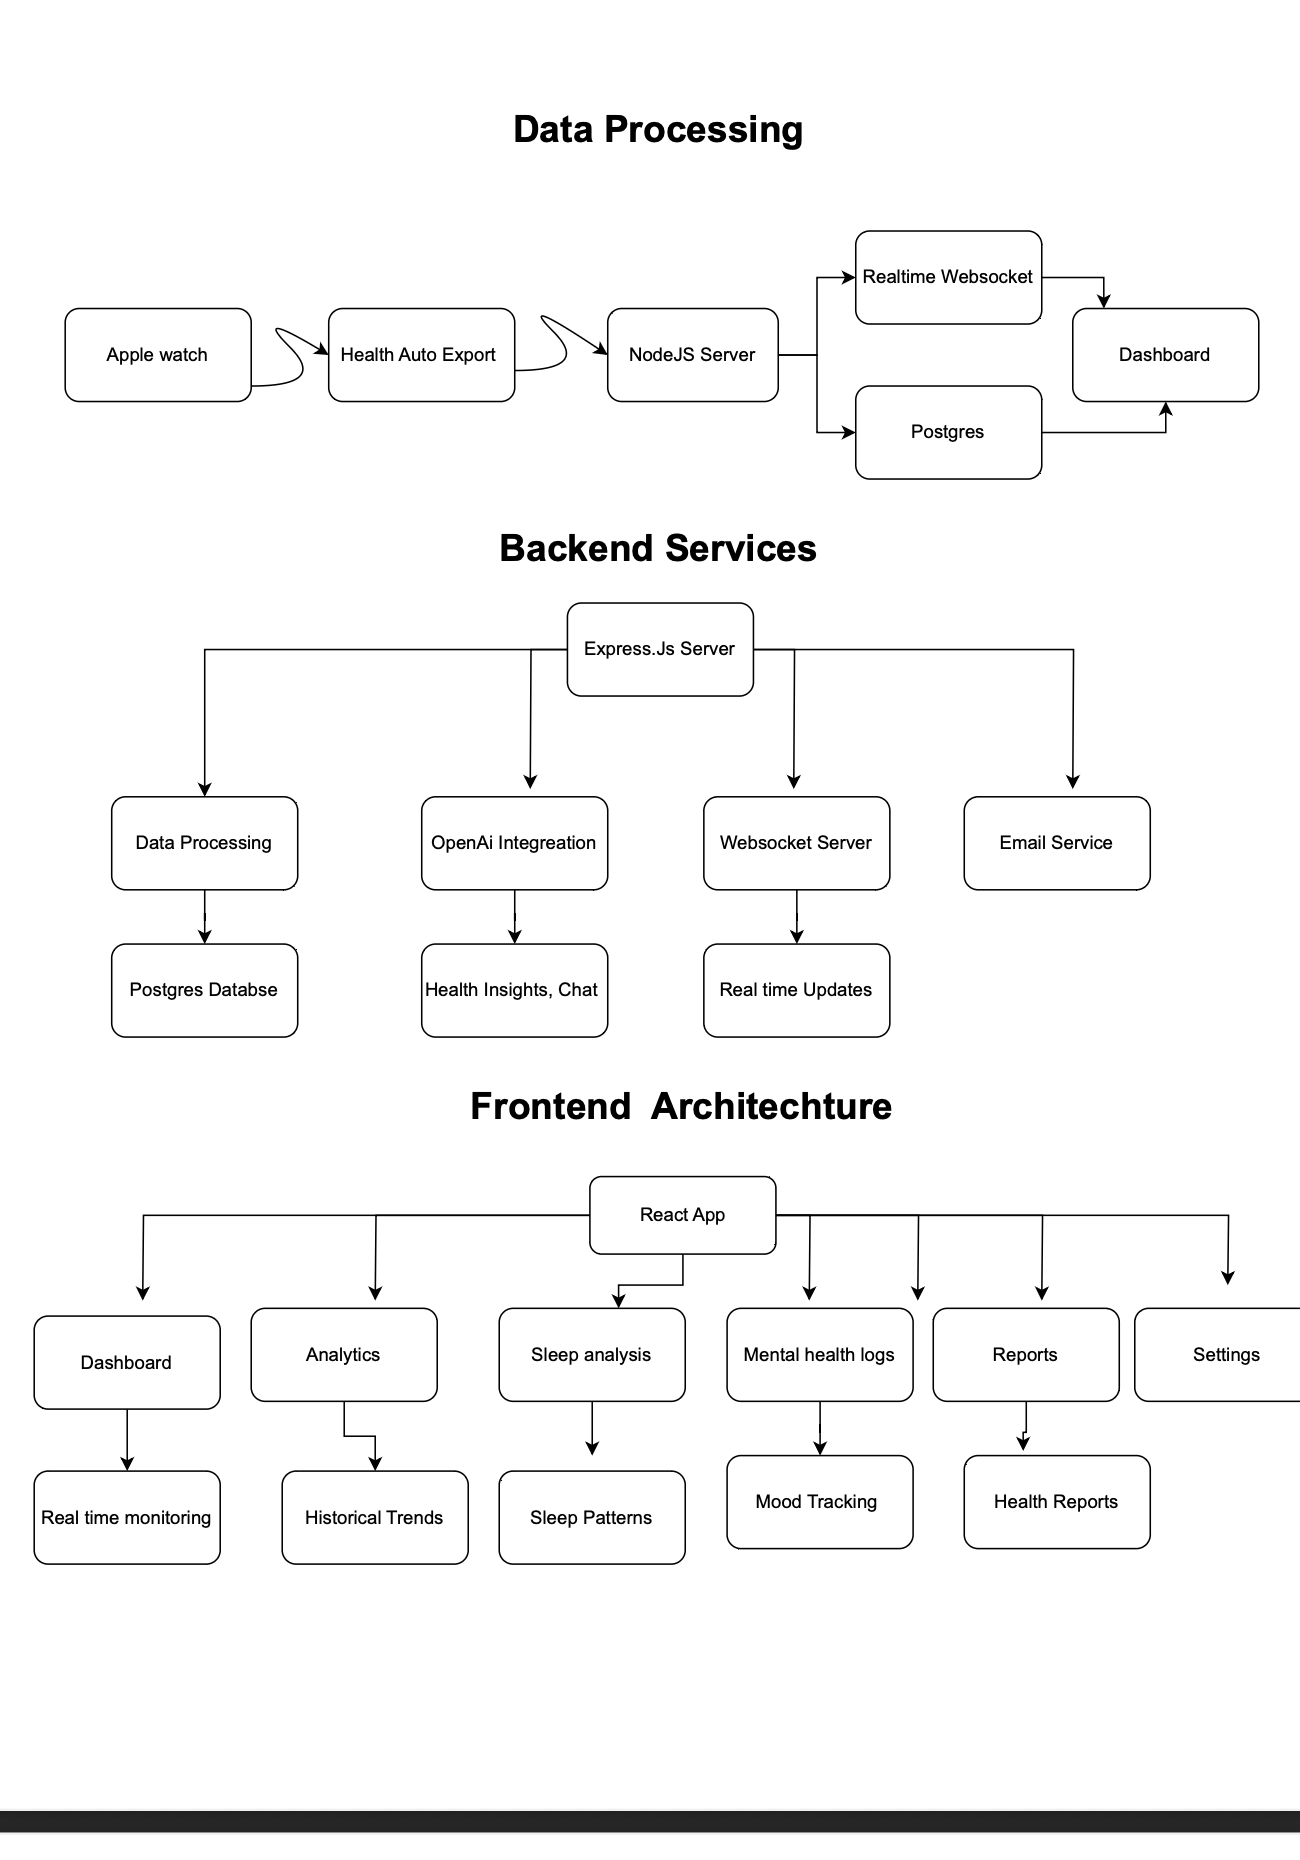 Data Processing
Realtime Websocket
Apple watch
Health Auto Export
NodeJS Server
Dashboard
Postgres
Backend Services
Express.Js Server
Data Processing
OpenAi Integreation
Websocket Server
Email Service
Postgres Databse
Health Insights, Chat
Real time Updates
Frontend  Architechture
React App
Dashboard
Analytics
Sleep analysis
Mental health logs
Reports
Settings
Real time monitoring
Historical Trends
Sleep Patterns
Mood Tracking
Health Reports